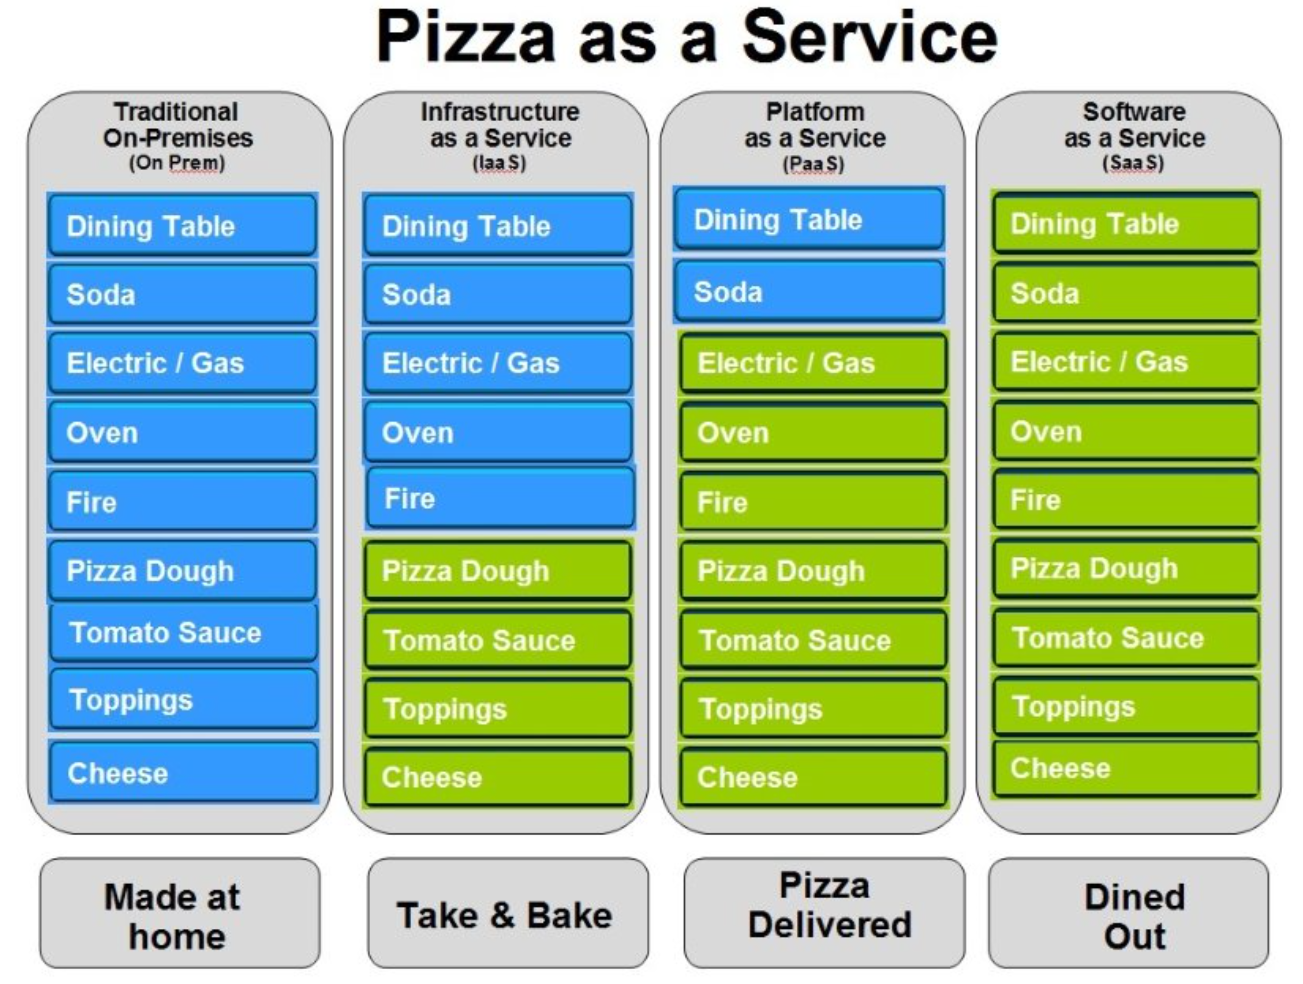 Pizza as a Service
Traditional
On-Premises
(On Prem)
Dining Table
Soda
Electric / Gas
Oven
Fire
Pizza Dough
Tomato Sauce
Toppings
Cheese
Made at
home
Infrastructure
as a Service
(IaaS)
Dining Table
Soda
Electric / Gas
Oven
Fire
Pizza Dough
Tomato Sauce
Toppings
Cheese
Take & Bake
Platform
as a Service
(PaaS)
Dining Table
Soda
Electric / Gas
Oven
Fire
Pizza Dough
Tomato Sauce
Toppings
Cheese
Pizza
Delivered
Software
as a Service
(SaaS)
Dining Table
Soda
Electric / Gas
Oven
Fire
Pizza Dough
Tomato Sauce
Toppings
Cheese
Dined
Out